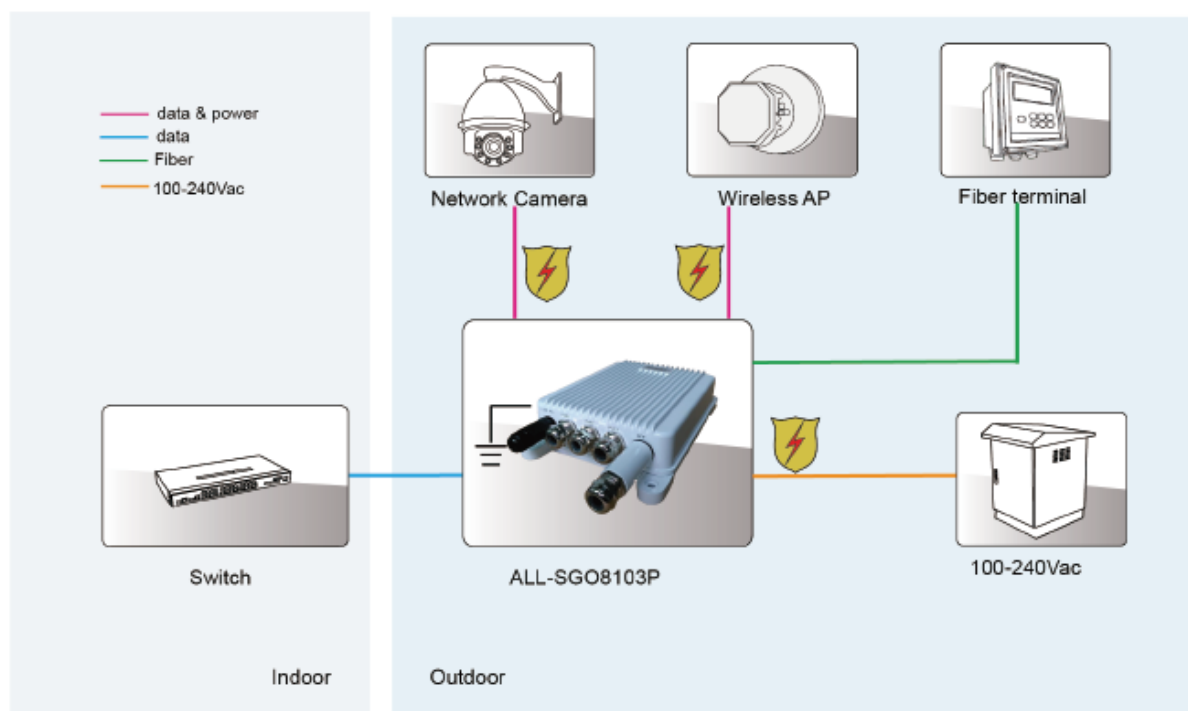 data & power
data
Fiber
100-240Vac
Network Camera
Wireless AP
Fiber terminal
Switch
ALL-SGO8103P
100-240Vac
Indoor
Outdoor